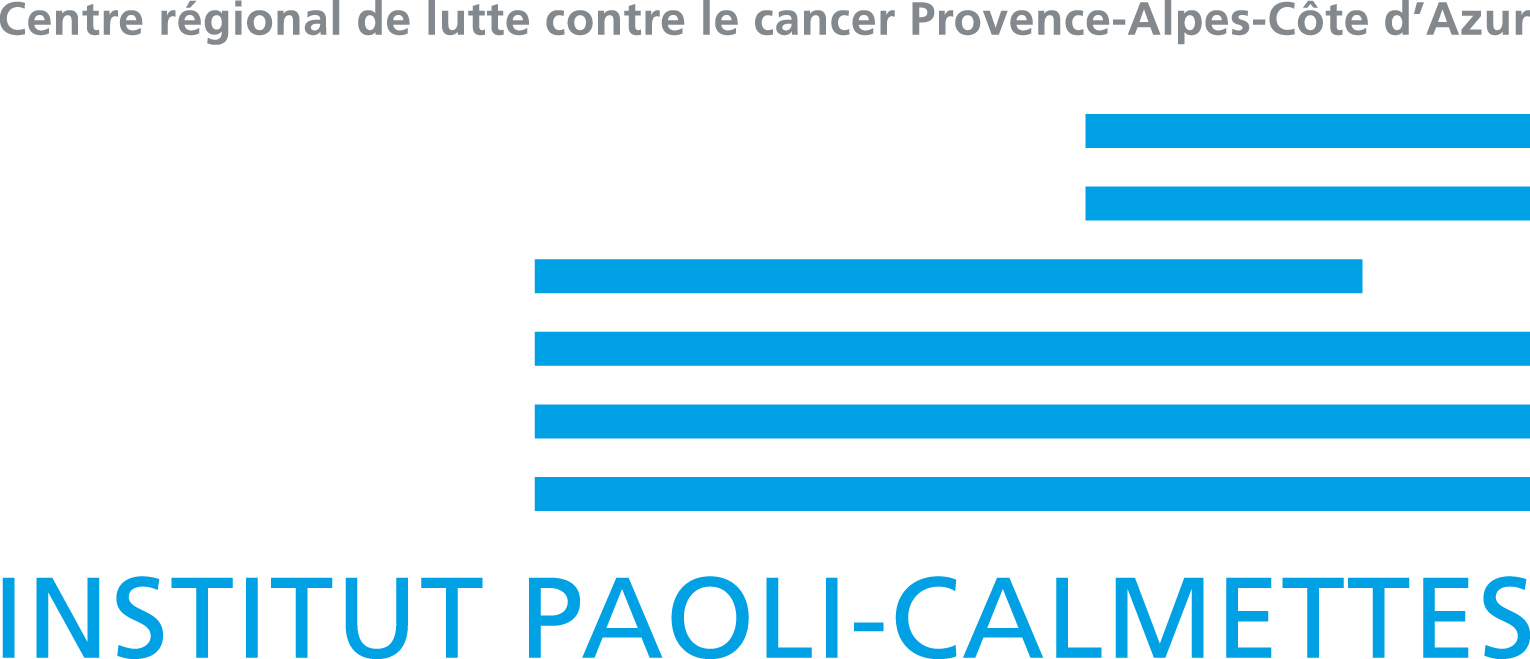 Centre régional de lutte contre le cancer Provence-Alpes-Côte d’Azur
INSTITUT PAOLI-CALMETTES